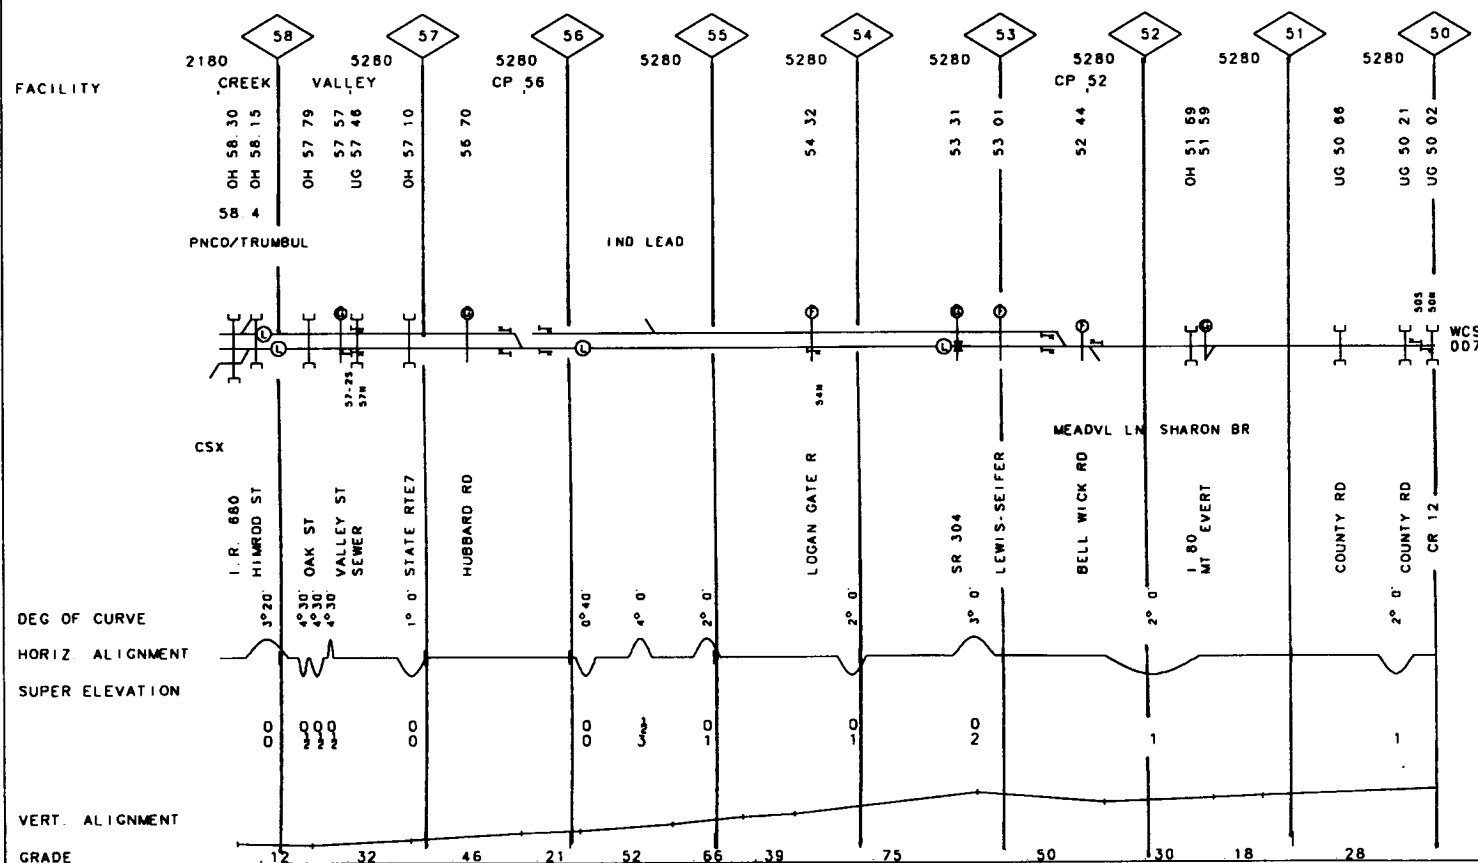 58 57 56 55 54 53 52 51 50
2180 5280 5280 5280 5280 5280 5280 5280 5280
FACILITY CREEK VALLEY CP 56 CP 52
OH 58.30
OH 58.15
OH 57 79
57 57
UG 57 46
OH 57 10
56 70
54 32
53 31
53 01
52 44
OH 51 69
51 59
UG 50 66
UG 50 21
UG 50 02
58.4
PNCO/TRUMBUL IND LEAD
L L L L
57-2S
57N
54N
50S
50N
WCS
007
CSX
MEADVL LN SHARON BR
I.R. 680
HIMROD ST
OAK ST
VALLEY ST
SEWER
STATE RTE7
HUBBARD RD
LOGAN GATE R
SR 304
LEWIS-SEIFER
BELL WICK RD
I 80
MT EVERT
COUNTY RD
COUNTY RD
CR 12
DEG OF CURVE 3°20' 4°30' 4°30' 4°30' 1° 0' 0°40' 4° 0' 2° 0' 2° 0' 3° 0' 2° 0' 2° 0'
HORIZ. ALIGNMENT
SUPER ELEVATION
0 0 0 0 0 0 0 0 0
0 0 0 1 1 2 1 1
VERT. ALIGNMENT
GRADE .12 .32 .46 .21 .52 .66 .39 .75 .50 .30 .18 .28